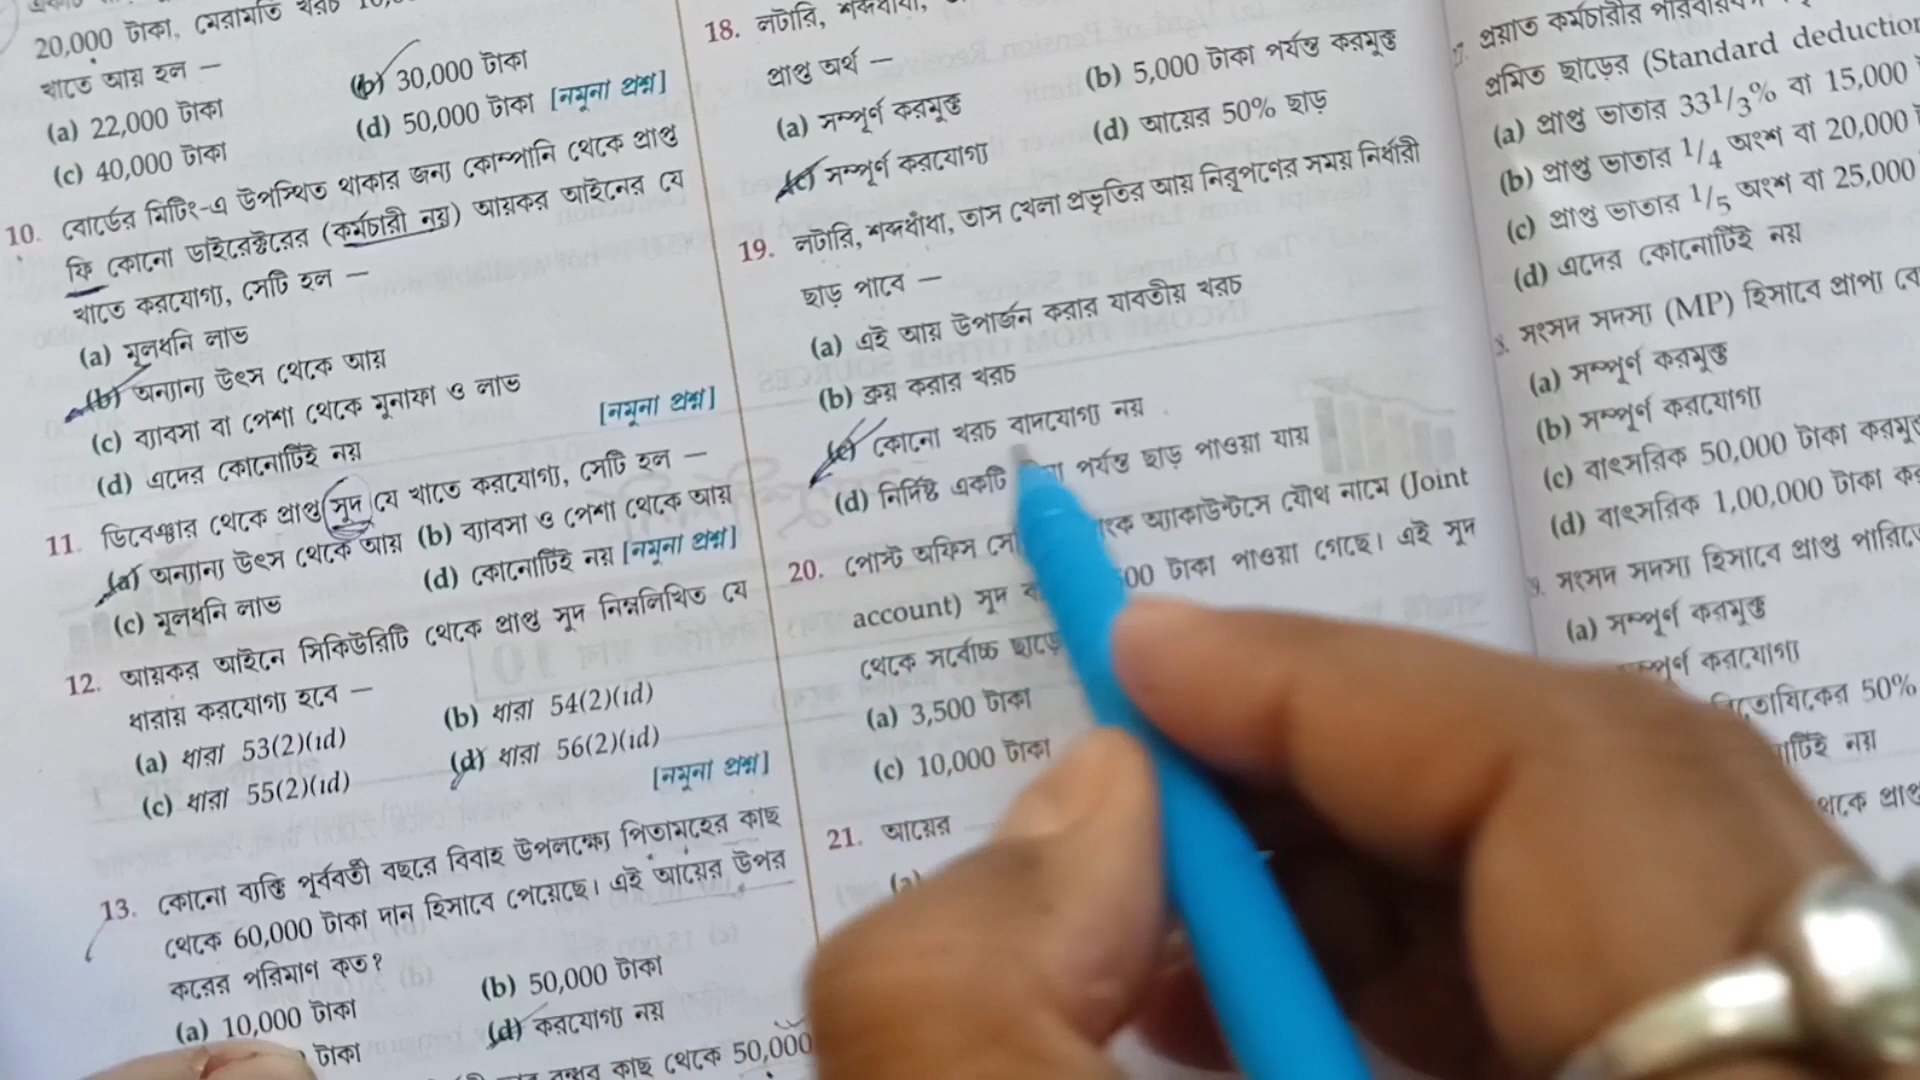 20,000 টাকা, মেরামতি খরচ
খাতে আয় হল —
(a) 22,000 টাকা
(b) 30,000 টাকা
(c) 40,000 টাকা
(d) 50,000 টাকা [নমুনা প্রশ্ন]
10. বোর্ডের মিটিং-এ উপস্থিত থাকার জন্য কোম্পানি থেকে প্রাপ্ত
ফি কোনো ডাইরেক্টরের (কর্মচারী নয়) আয়কর আইনের যে
খাতে করযোগ্য, সেটি হল —
(a) মূলধনি লাভ
(b) অন্যান্য উৎস থেকে আয়
(c) ব্যাবসা বা পেশা থেকে মুনাফা ও লাভ
(d) এদের কোনোটিই নয় [নমুনা প্রশ্ন]
11. ডিবেঞ্চার থেকে প্রাপ্ত সুদ যে খাতে করযোগ্য, সেটি হল —
(a) অন্যান্য উৎস থেকে আয় (b) ব্যাবসা ও পেশা থেকে আয়
(c) মূলধনি লাভ (d) কোনোটিই নয় [নমুনা প্রশ্ন]
12. আয়কর আইনে সিকিউরিটি থেকে প্রাপ্ত সুদ নিম্নলিখিত যে
ধারায় করযোগ্য হবে —
(a) ধারা 53(2)(id) (b) ধারা 54(2)(id)
(c) ধারা 55(2)(id) (d) ধারা 56(2)(id)
[নমুনা প্রশ্ন]
13. কোনো ব্যক্তি পূর্ববর্তী বছরে বিবাহ উপলক্ষ্যে পিতামহের কাছ
থেকে 60,000 টাকা দান হিসাবে পেয়েছে। এই আয়ের উপর
করের পরিমাণ কত?
(a) 10,000 টাকা (b) 50,000 টাকা
টাকা (d) করযোগ্য নয়
বন্ধুর কাছ থেকে 50,000
18. লটারি,
প্রাপ্ত অর্থ —
(a) সম্পূর্ণ করমুক্ত (b) 5,000 টাকা পর্যন্ত করমুক্ত
(c) সম্পূর্ণ করযোগ্য (d) আয়ের 50% ছাড়
19. লটারি, শব্দধাঁধা, তাস খেলা প্রভৃতির আয় নিরূপণের সময় নির্ধারী
ছাড় পাবে —
(a) এই আয় উপার্জন করার যাবতীয় খরচ
(b) ক্রয় করার খরচ
(c) কোনো খরচ বাদযোগ্য নয়
(d) নির্দিষ্ট একটি পর্যন্ত ছাড় পাওয়া যায়
20. পোস্ট অফিস অ্যাকাউন্টসে যৌথ নামে (Joint
account) সুদ টাকা পাওয়া গেছে। এই সুদ
থেকে সর্বোচ্চ
(a) 3,500 টাকা
(c) 10,000 টাকা
21. আয়ের
(a)
প্রয়াত কর্মচারীর
প্রমিত ছাড়ের (Standard deduction
(a) প্রাপ্ত ভাতার 33 1/3% বা 15,000
(b) প্রাপ্ত ভাতার 1/4 অংশ বা 20,000
(c) প্রাপ্ত ভাতার 1/5 অংশ বা 25,000
(d) এদের কোনোটিই নয়
সংসদ সদস্য (MP) হিসাবে প্রাপ্য
(a) সম্পূর্ণ করমুক্ত
(b) সম্পূর্ণ করযোগ্য
(c) বাৎসরিক 50,000 টাকা
(d) বাৎসরিক 1,00,000 টাকা
সংসদ সদস্য হিসাবে প্রাপ্ত
(a) সম্পূর্ণ করমুক্ত
করযোগ্য
50%
নয়
থেকে